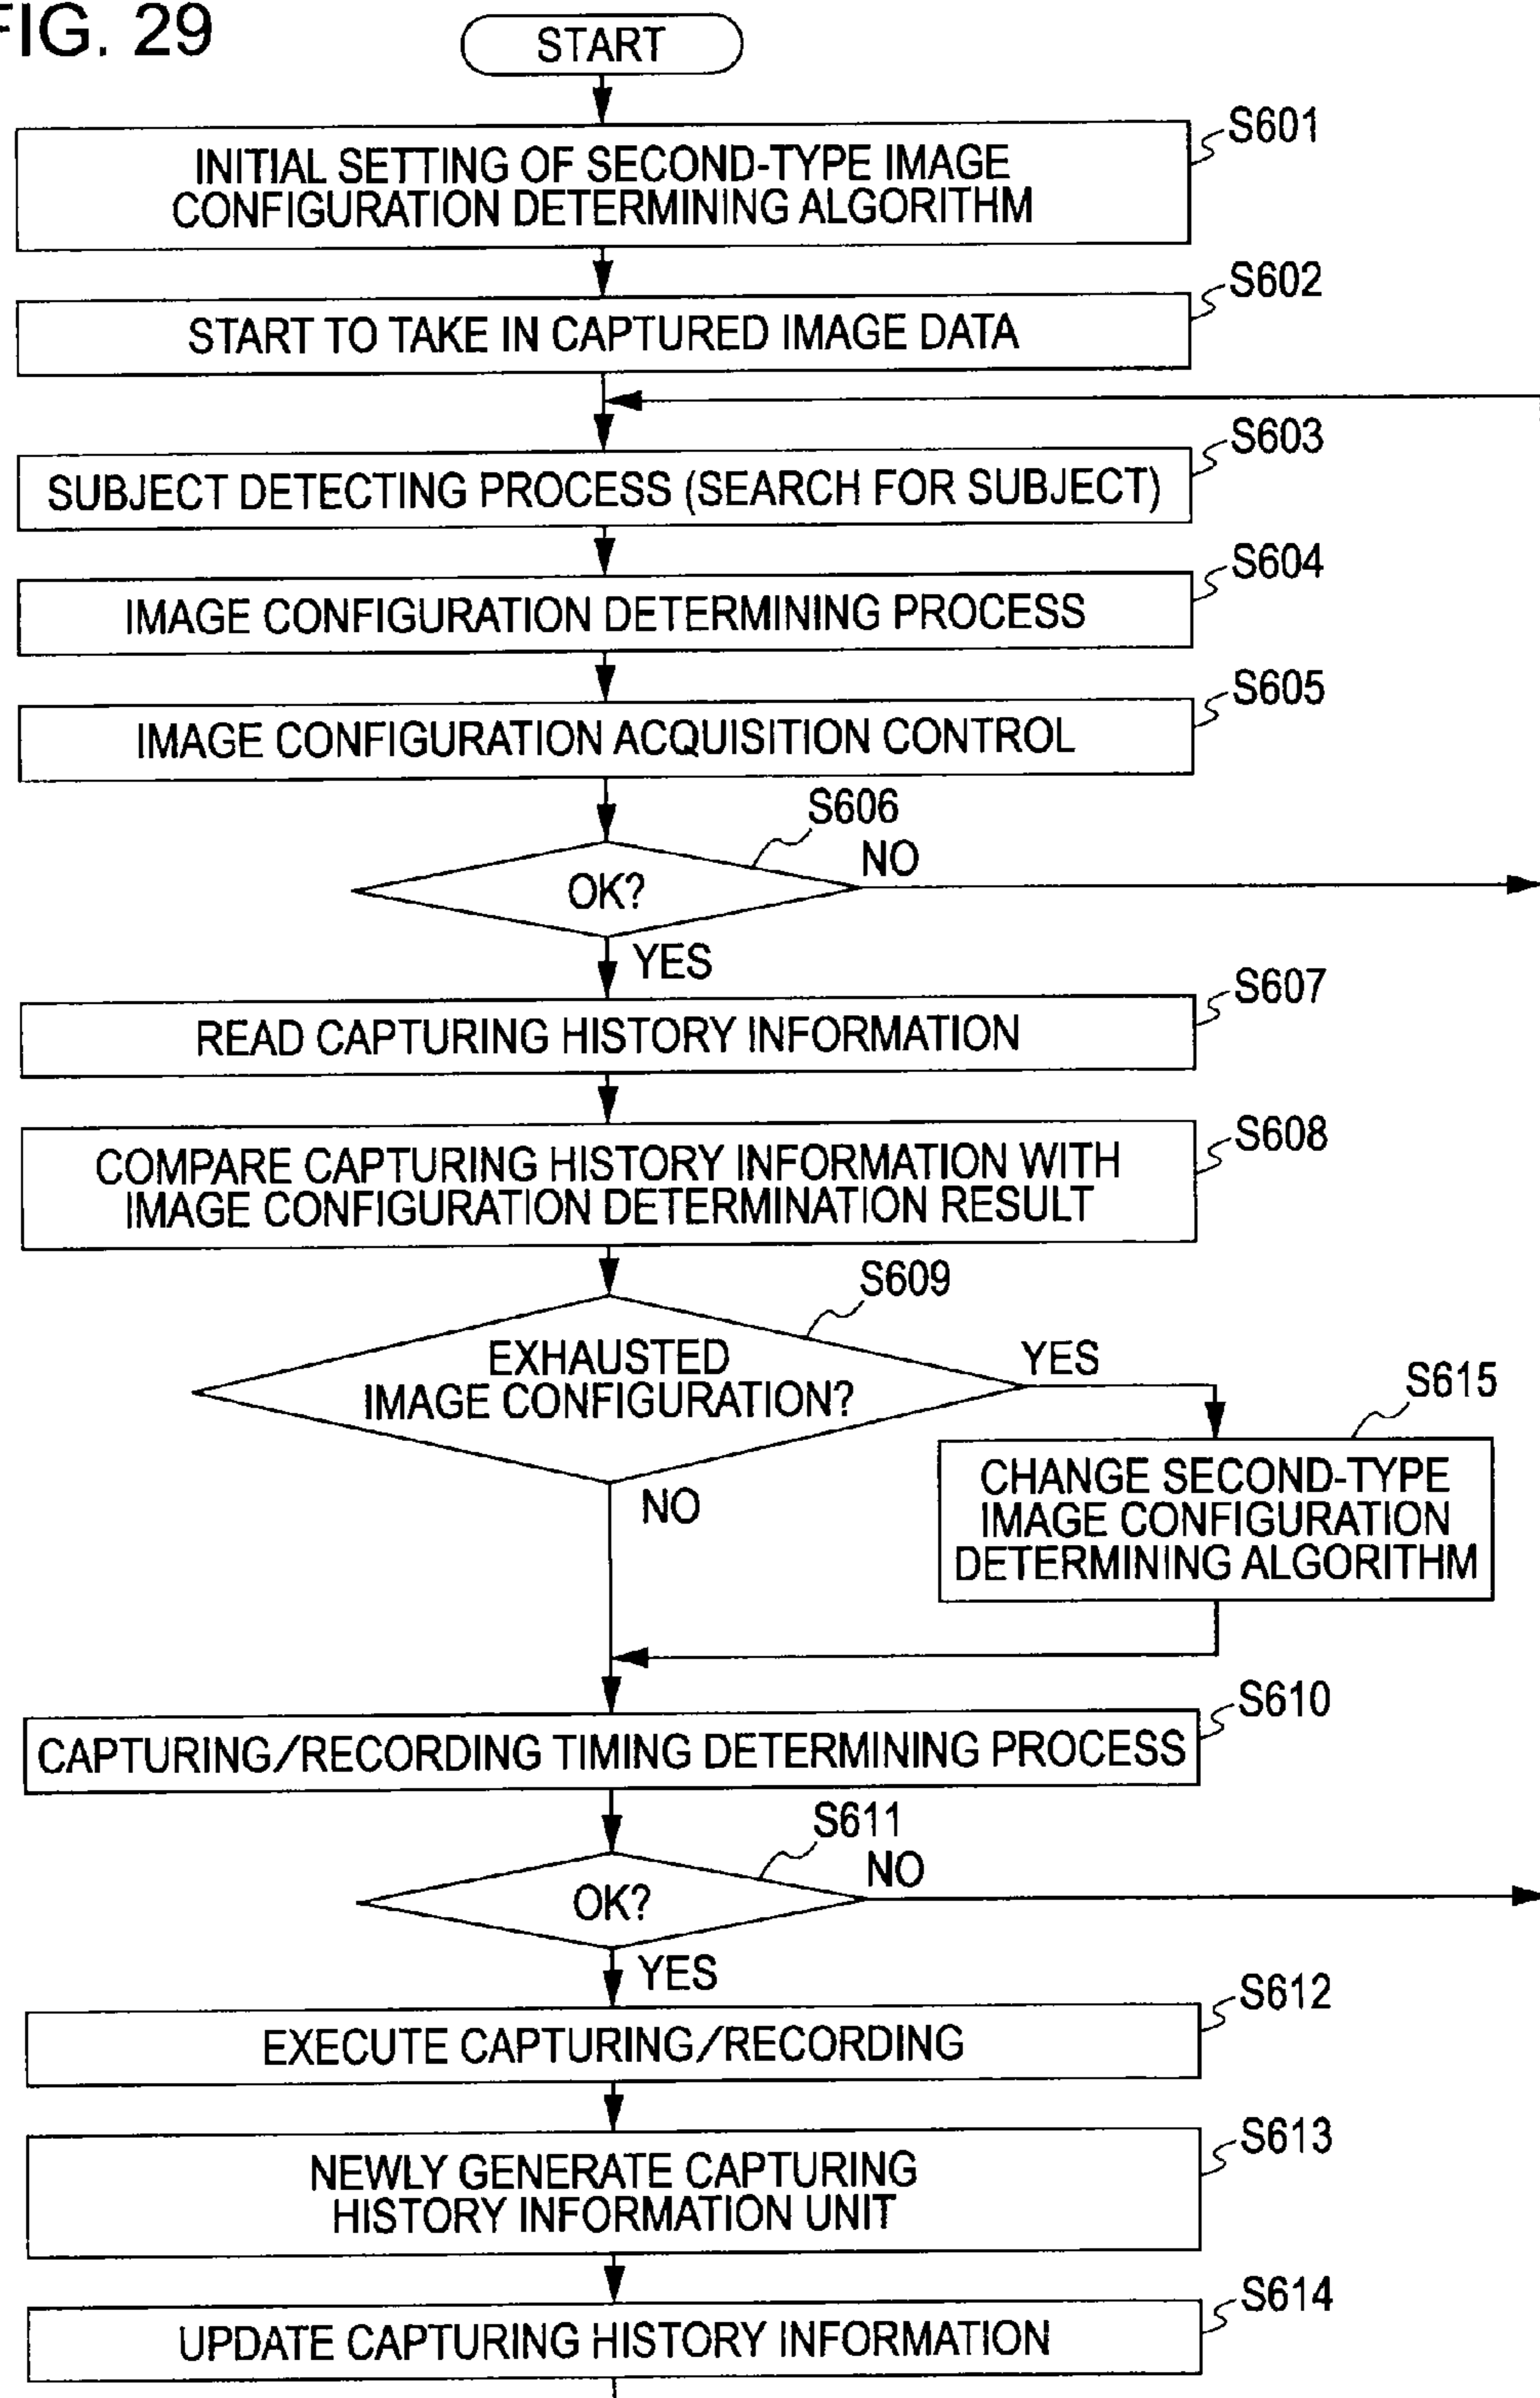 FIG. 29
START
S601
INITIAL SETTING OF SECOND-TYPE IMAGE
CONFIGURATION DETERMINING ALGORITHM
S602
START TO TAKE IN CAPTURED IMAGE DATA
S603
SUBJECT DETECTING PROCESS (SEARCH FOR SUBJECT)
S604
IMAGE CONFIGURATION DETERMINING PROCESS
S605
IMAGE CONFIGURATION ACQUISITION CONTROL
S606
OK?
NO
YES
S607
READ CAPTURING HISTORY INFORMATION
S608
COMPARE CAPTURING HISTORY INFORMATION WITH
IMAGE CONFIGURATION DETERMINATION RESULT
S609
EXHAUSTED
IMAGE CONFIGURATION?
YES
NO
S615
CHANGE SECOND-TYPE
IMAGE CONFIGURATION
DETERMINING ALGORITHM
S610
CAPTURING/RECORDING TIMING DETERMINING PROCESS
S611
OK?
NO
YES
S612
EXECUTE CAPTURING/RECORDING
S613
NEWLY GENERATE CAPTURING
HISTORY INFORMATION UNIT
S614
UPDATE CAPTURING HISTORY INFORMATION